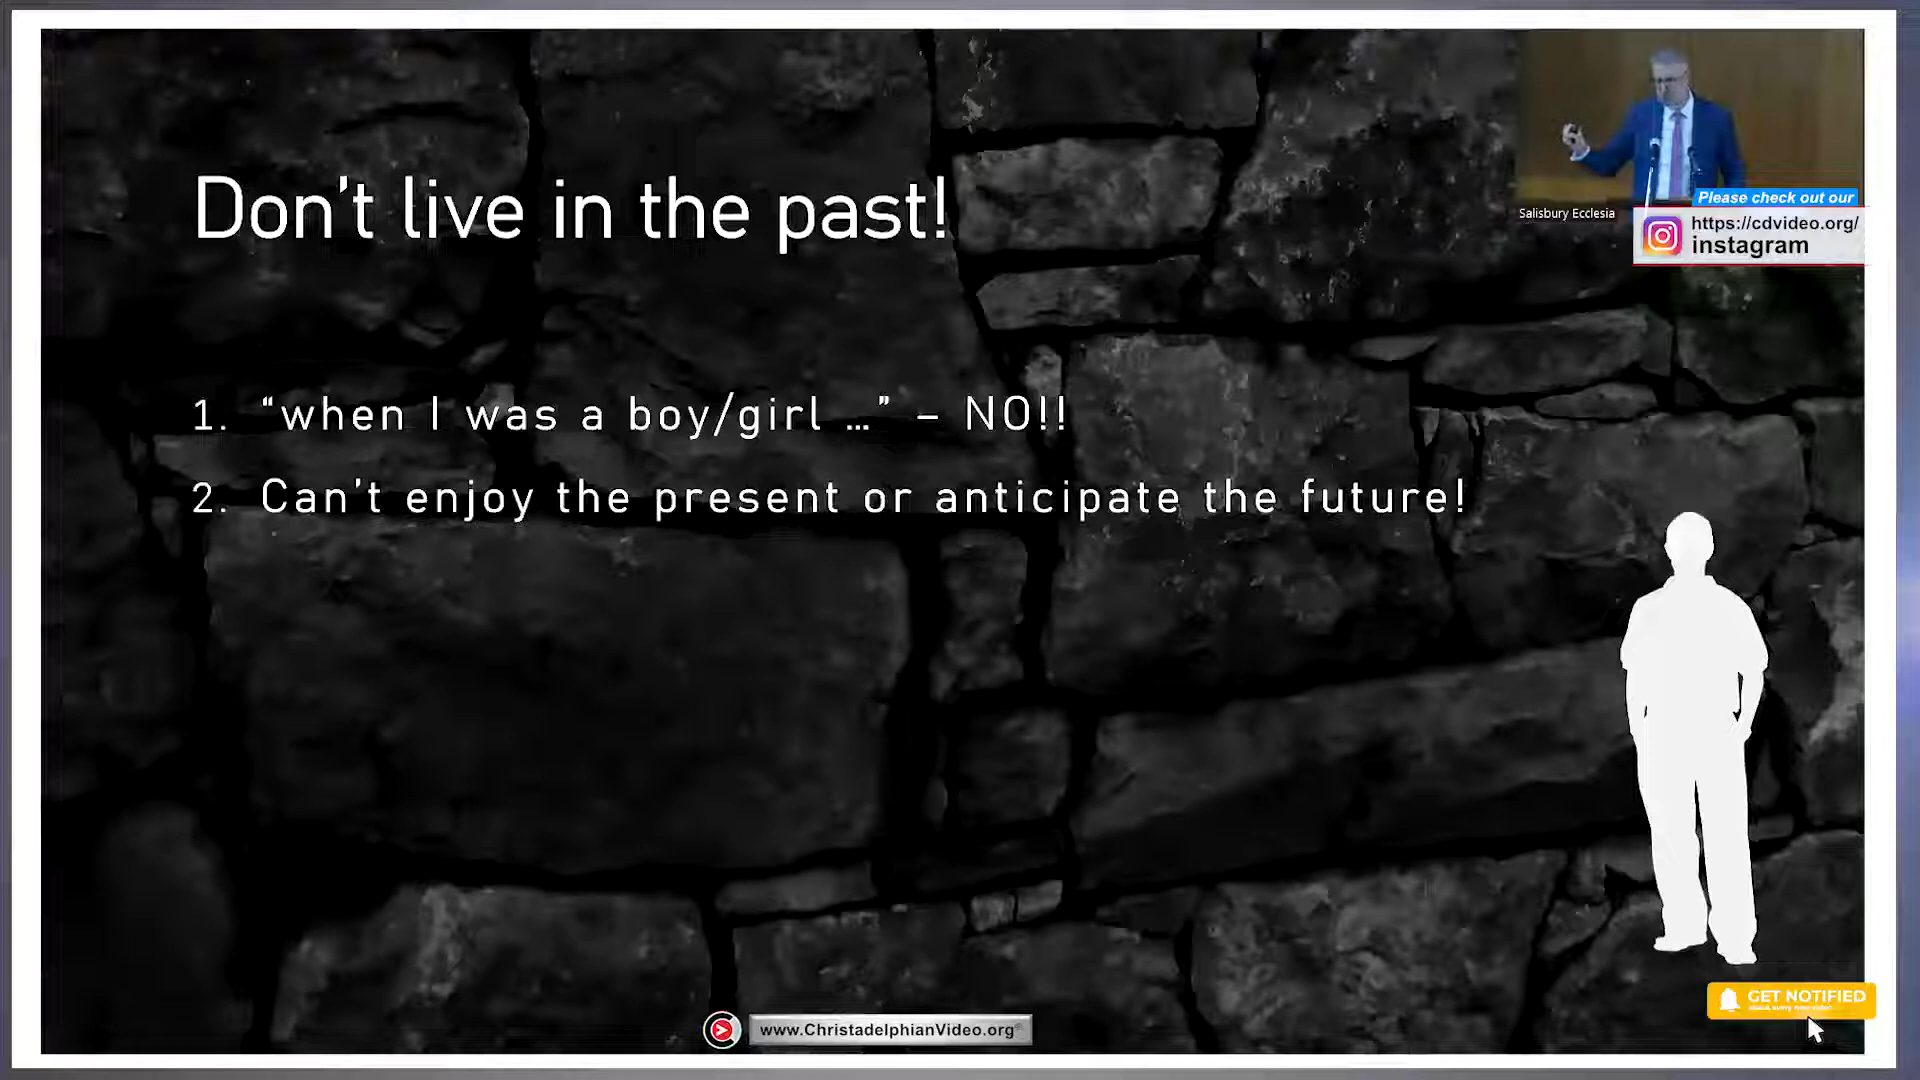 Don't live in the past!
1. “when I was a boy/girl …” – NO!!
2. Can't enjoy the present or anticipate the future!
Salisbury Ecclesia
Please check out our
https://cdvideo.org/
instagram
GET NOTIFIED
www.ChristadelphianVideo.org